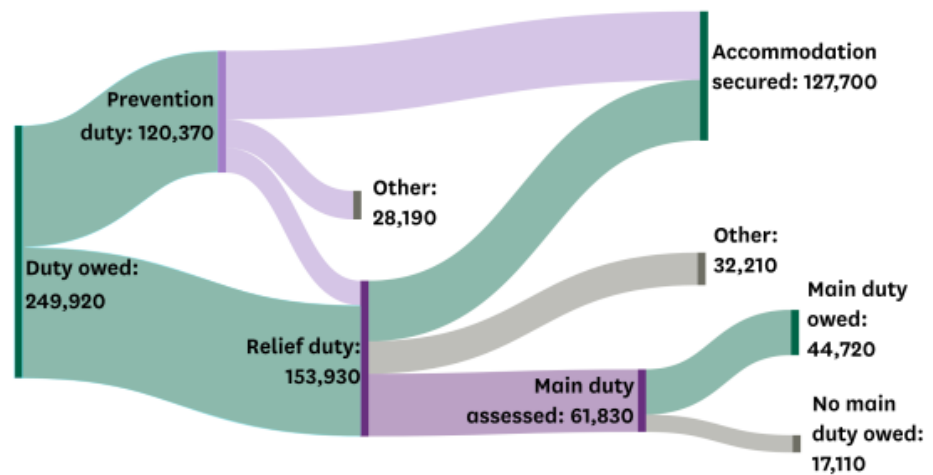 Accommodation
secured: 127,700
Prevention
duty: 120,370
Other:
28,190
Other:
32,210
Duty owed:
249,920
Main duty
owed:
44,720
Relief duty:
153,930
Main duty
assessed: 61,830
No main
duty owed:
17,110